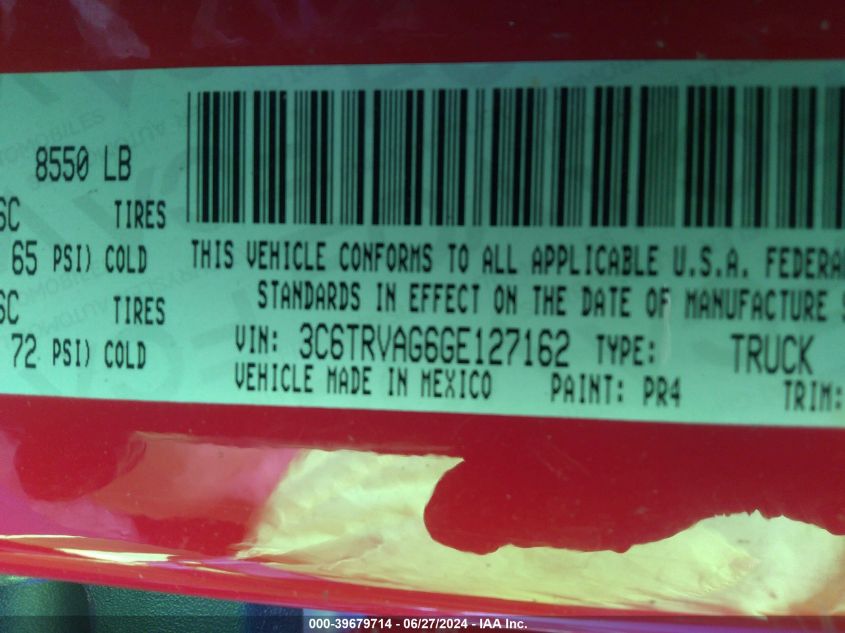 8550 LB
6C TIRES
65 PSI) COLD
6C TIRES
72 PSI) COLD
THIS VEHICLE CONFORMS TO ALL APPLICABLE U.S.A. FEDERA
STANDARDS IN EFFECT ON THE DATE OF MANUFACTURE S
VIN: 3C6TRVAG6GE127162 TYPE: TRUCK
VEHICLE MADE IN MEXICO PAINT: PR4 TRIM:
000-39679714 - 06/27/2024 - IAA Inc.